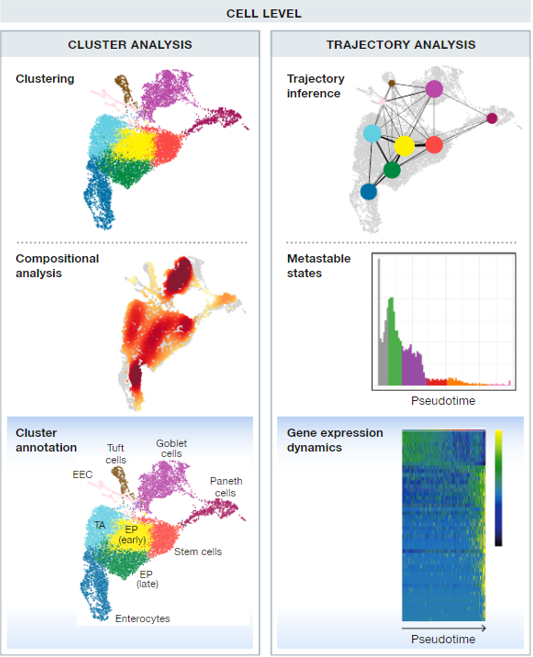 CELL LEVEL
CLUSTER ANALYSIS
Clustering
Compositional
analysis
Cluster
annotation
Tuft
cells
Goblet
cells
EEC
Paneth
cells
TA
EP
(early)
Stem cells
EP
(late)
Enterocytes
TRAJECTORY ANALYSIS
Trajectory
inference
Metastable
states
Pseudotime
Gene expression
dynamics
Pseudotime